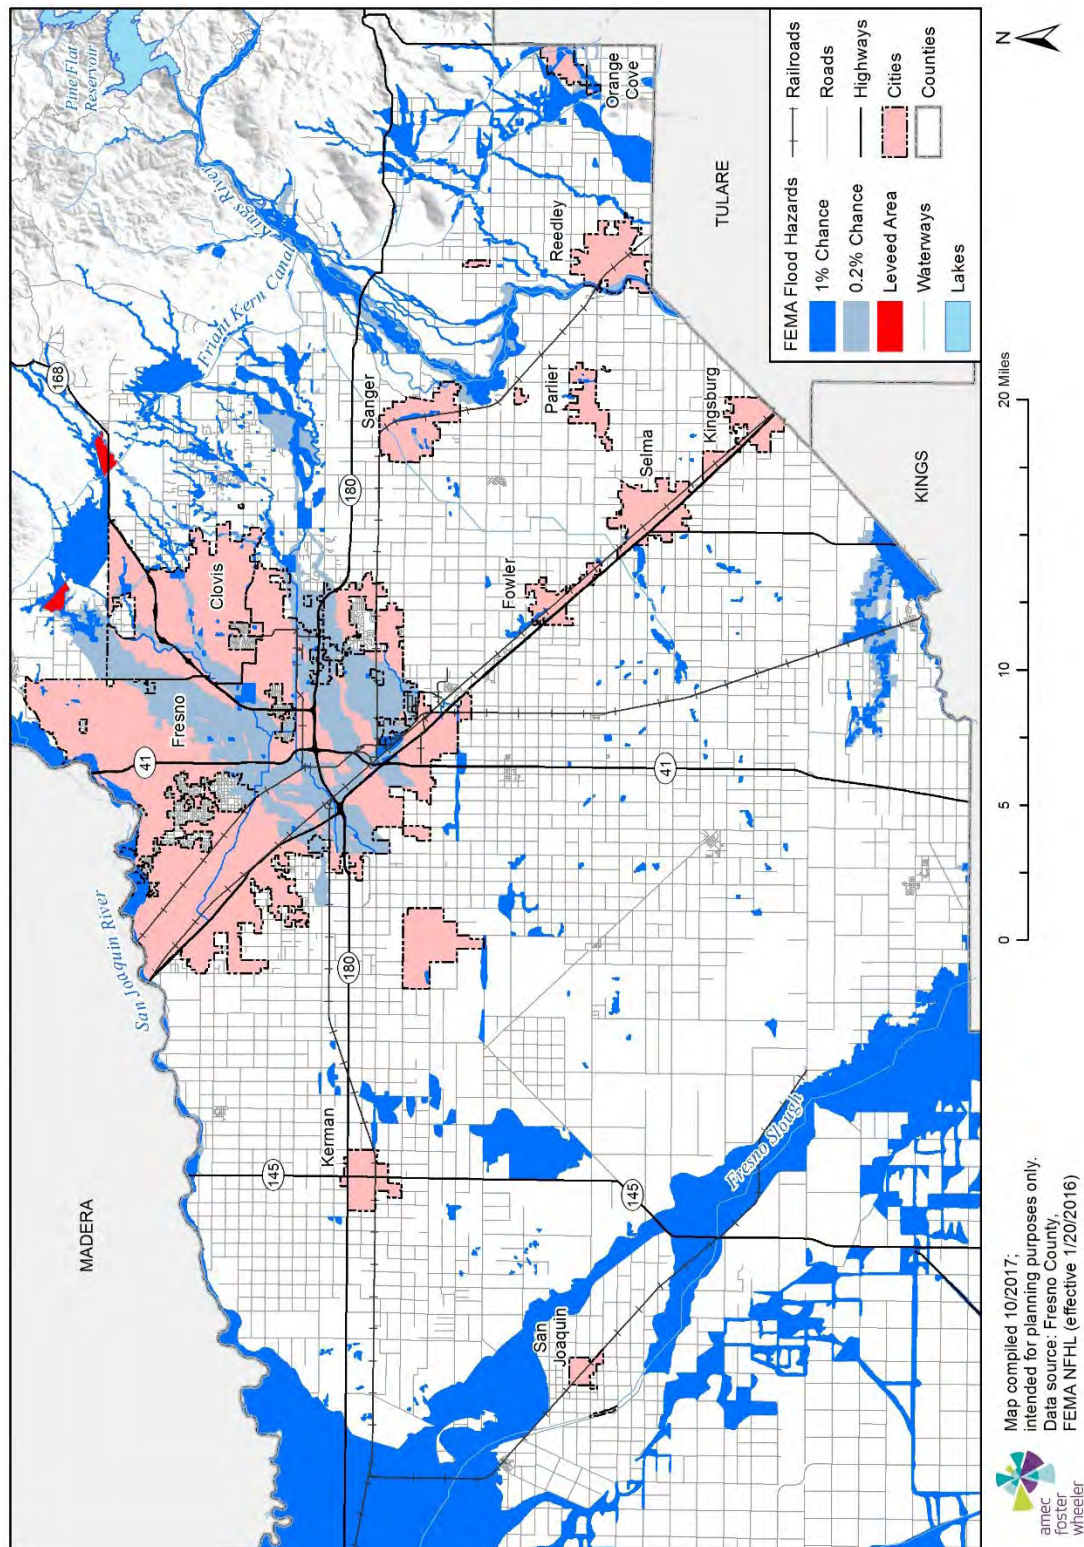 MADERA
San Joaquin River
168
Pine Flat
Reservoir
Kings River
Friant Kern Canal
Fresno
Clovis
41
145
Kerman
180
180
Sanger
Reedley
Orange
Cove
Parlier
Fowler
Selma
Kingsburg
San
Joaquin
145
41
Fresno Slough
TULARE
KINGS
FEMA Flood Hazards
1% Chance
0.2% Chance
Leveed Area
Waterways
Lakes
Railroads
Roads
Highways
Cities
Counties
amec
foster
wheeler
Map compiled 10/2017;
intended for planning purposes only.
Data source: Fresno County,
FEMA NFHL (effective 1/20/2016)
0
5
10
20 Miles
N